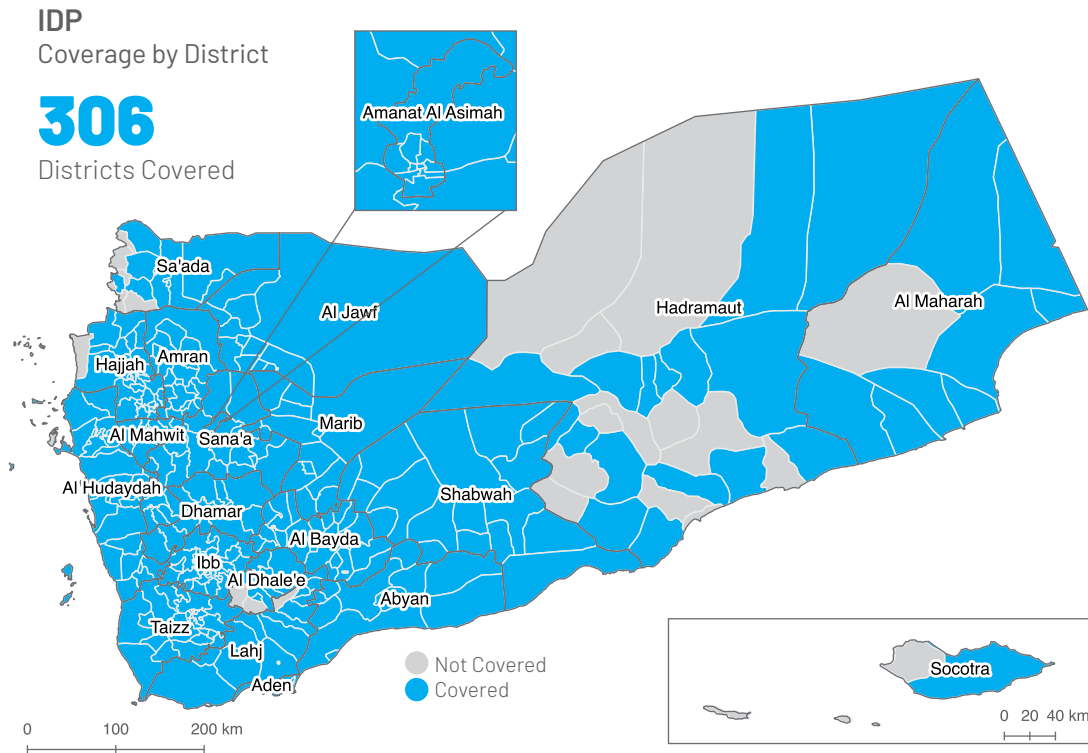 IDP
Coverage by District
306
Districts Covered
Amanat Al Asimah
Sa'ada
Al Jawf
Hadramaut
Al Maharah
Hajjah
Amran
Marib
Al Mahwit
Sana'a
Al Hudaydah
Shabwah
Dhamar
Al Bayda
Ibb
Al Dhale'e
Abyan
Taizz
Lahj
Aden
Not Covered
Covered
Socotra
0 100 200 km
0 20 40 km